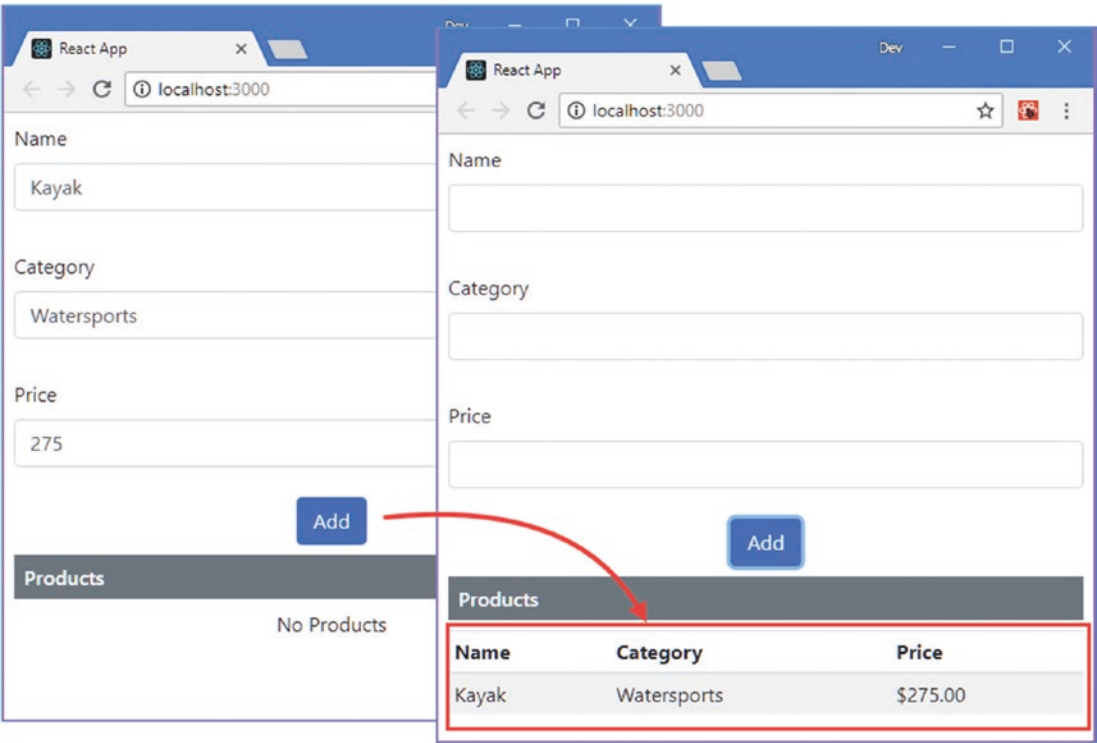 React App
localhost:3000
Name
Kayak
Category
Watersports
Price
275
Add
Products
No Products
Dev
React App
localhost:3000
Name
Category
Price
Add
Products
Name Category Price
Kayak Watersports $275.00